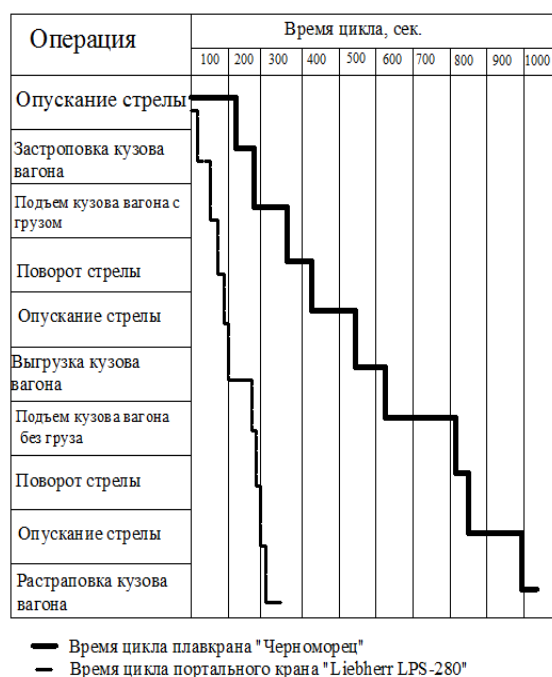 Операция
Время цикла, сек.
100 200 300 400 500 600 700 800 900 1000
Опускание стрелы
Застроповка кузова
вагона
Подъем кузова вагона с
грузом
Поворот стрелы
Опускание стрелы
Выгрузка кузова
вагона
Подъем кузова вагона
без груза
Поворот стрелы
Опускание стрелы
Растраповка кузова
вагона
Время цикла плавкрана "Черноморец"
Время цикла портального крана "Liebherr LPS-280"